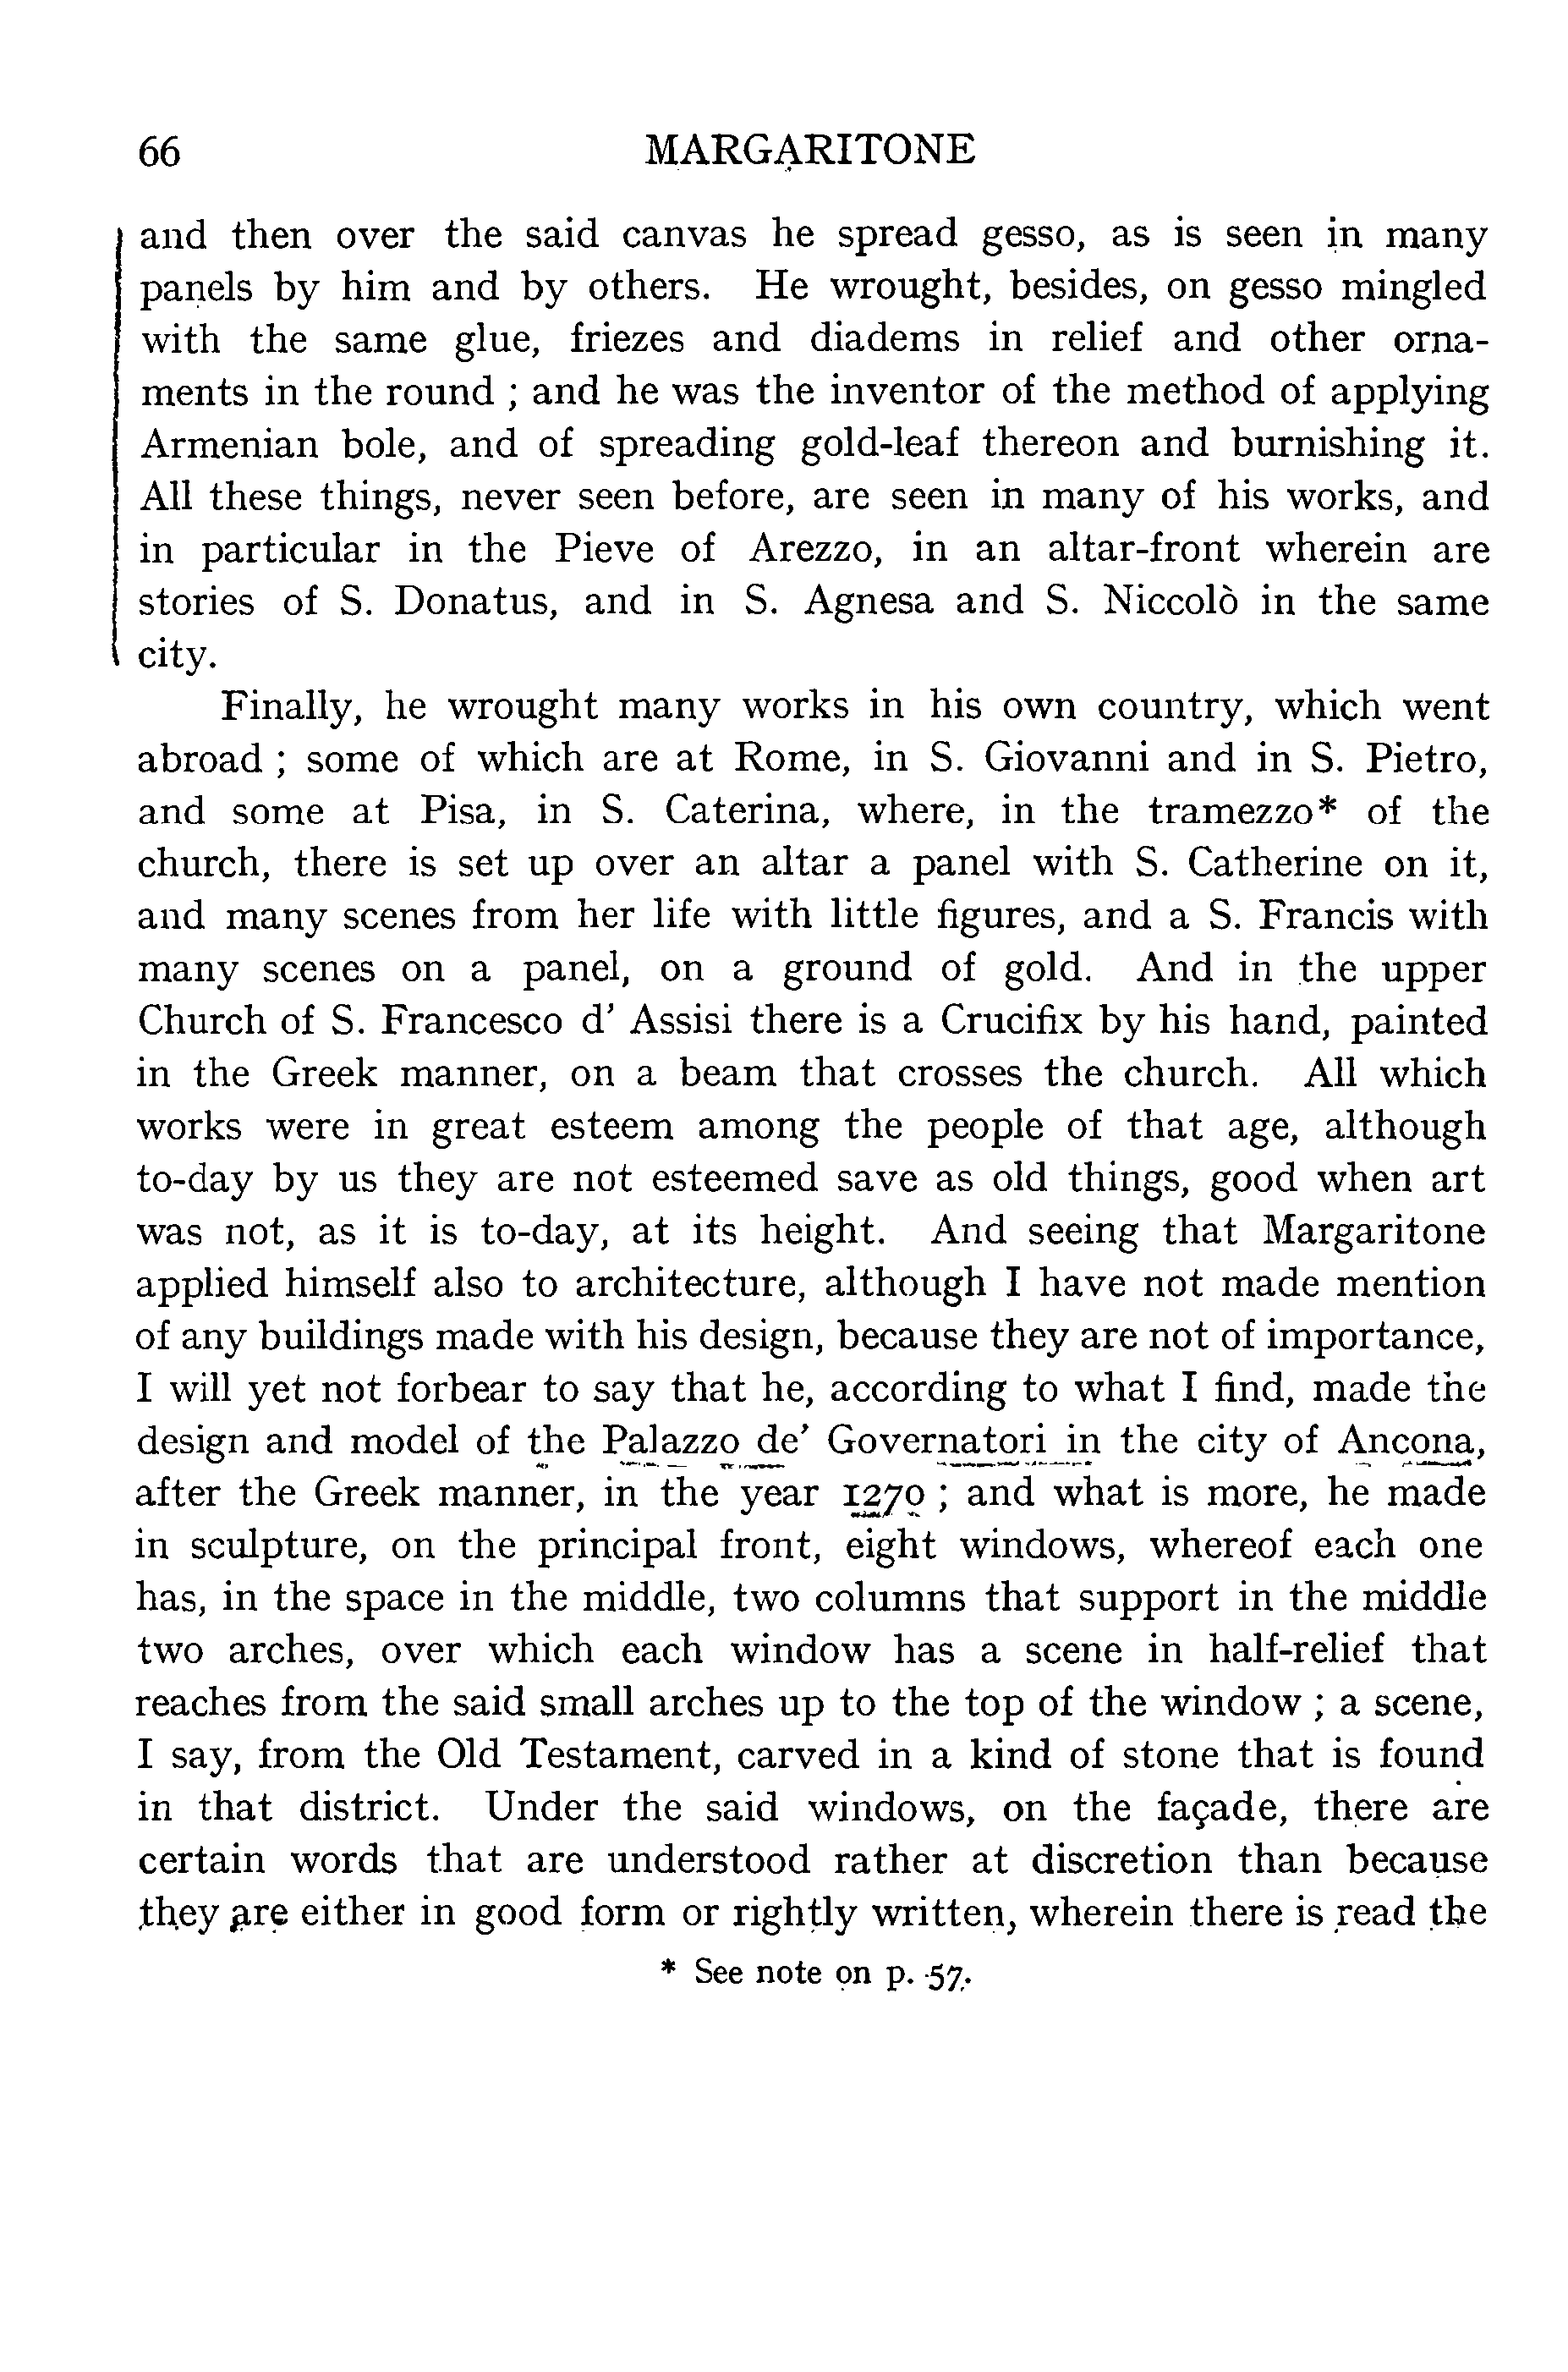 66 MARGARITONE
and then over the said canvas he spread gesso, as is seen in many
panels by him and by others. He wrought, besides, on gesso mingled
with the same glue, friezes and diadems in relief and other orna-
ments in the round ; and he was the inventor of the method of applying
Armenian bole, and of spreading gold-leaf thereon and burnishing it.
All these things, never seen before, are seen in many of his works, and
in particular in the Pieve of Arezzo, in an altar-front wherein are
stories of S. Donatus, and in S. Agnesa and S. Niccolò in the same
city.
Finally, he wrought many works in his own country, which went
abroad ; some of which are at Rome, in S. Giovanni and in S. Pietro,
and some at Pisa, in S. Caterina, where, in the tramezzo* of the
church, there is set up over an altar a panel with S. Catherine on it,
and many scenes from her life with little figures, and a S. Francis with
many scenes on a panel, on a ground of gold. And in the upper
Church of S. Francesco d' Assisi there is a Crucifix by his hand, painted
in the Greek manner, on a beam that crosses the church. All which
works were in great esteem among the people of that age, although
to-day by us they are not esteemed save as old things, good when art
was not, as it is to-day, at its height. And seeing that Margaritone
applied himself also to architecture, although I have not made mention
of any buildings made with his design, because they are not of importance,
I will yet not forbear to say that he, according to what I find, made the
design and model of the Palazzo de' Governatori in the city of Ancona,
after the Greek manner, in the year 1270 ; and what is more, he made
in sculpture, on the principal front, eight windows, whereof each one
has, in the space in the middle, two columns that support in the middle
two arches, over which each window has a scene in half-relief that
reaches from the said small arches up to the top of the window ; a scene,
I say, from the Old Testament, carved in a kind of stone that is found
in that district. Under the said windows, on the façade, there are
certain words that are understood rather at discretion than because
they are either in good form or rightly written, wherein there is read the
* See note on p. 57.